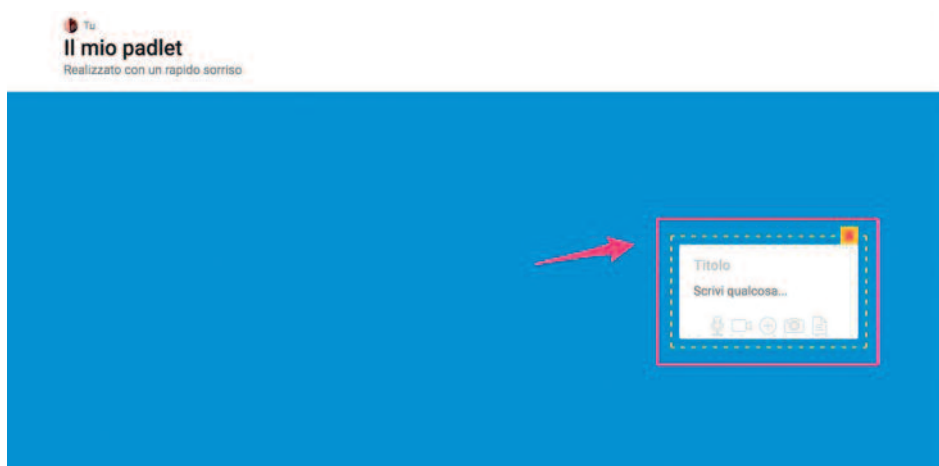 Tu
Il mio padlet
Realizzato con un rapido sorriso
Titolo
Scrivi qualcosa...